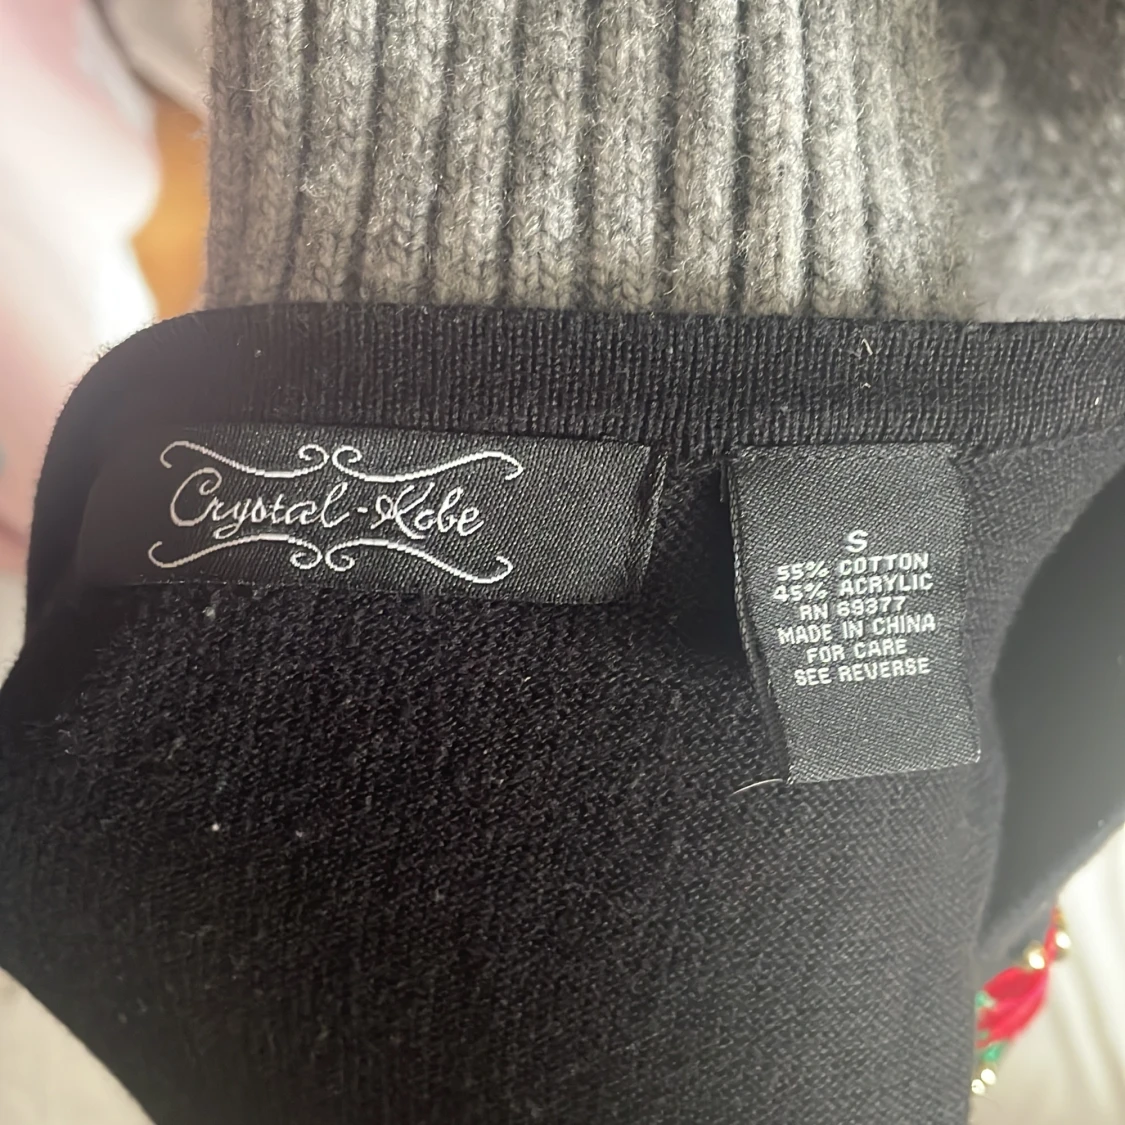 Crystal-Kobe
S
55% COTTON
45% ACRYLIC
RN 69377
MADE IN CHINA
FOR CARE
SEE REVERSE